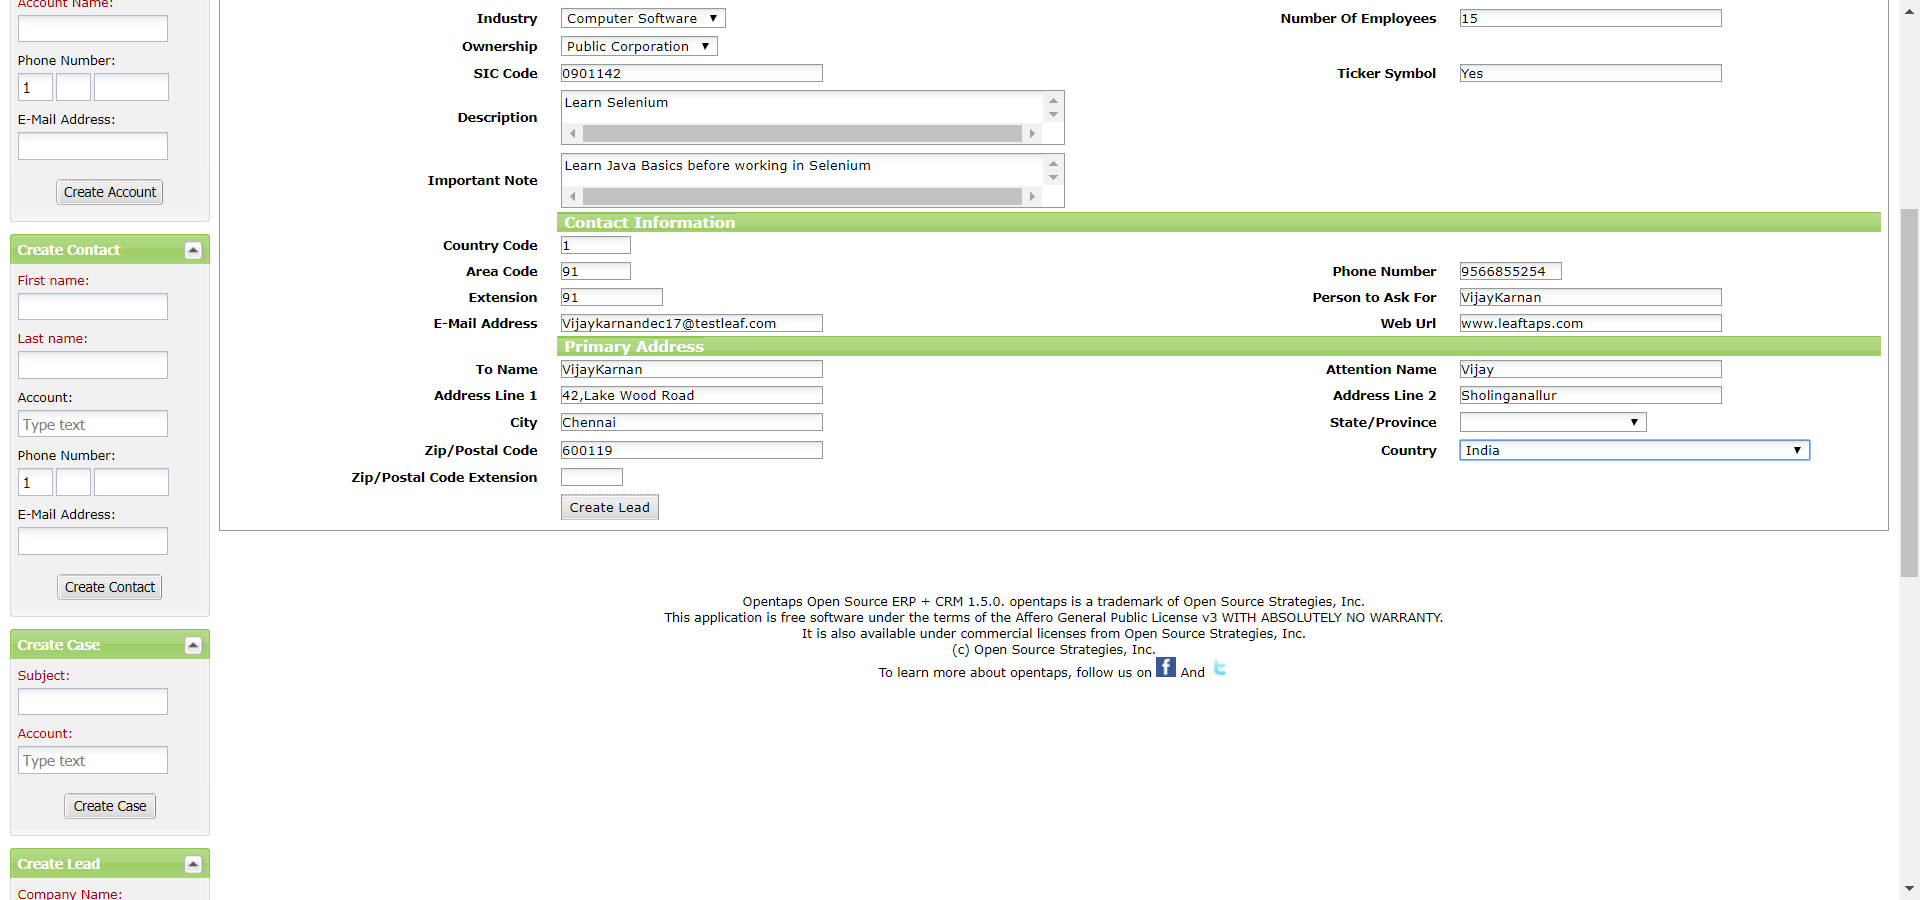 Account Name:
Phone Number:
1
E-Mail Address:
Create Account
Create Contact
First name:
Last name:
Account:
Type text
Phone Number:
1
E-Mail Address:
Create Contact
Create Case
Subject:
Account:
Type text
Create Case
Create Lead
Company Name:
Industry Computer Software Number Of Employees 15
Ownership Public Corporation
SIC Code 0901142 Ticker Symbol Yes
Description Learn Selenium
Important Note Learn Java Basics before working in Selenium
Contact Information
Country Code 1
Area Code 91 Phone Number 9566855254
Extension 91 Person to Ask For VijayKarnan
E-Mail Address Vijaykarnandec17@testleaf.com Web Url www.leaftaps.com
Primary Address
To Name VijayKarnan Attention Name Vijay
Address Line 1 42,Lake Wood Road Address Line 2 Sholinganallur
City Chennai State/Province
Zip/Postal Code 600119 Country India
Zip/Postal Code Extension
Create Lead
Opentaps Open Source ERP + CRM 1.5.0. opentaps is a trademark of Open Source Strategies, Inc.
This application is free software under the terms of the Affero General Public License v3 WITH ABSOLUTELY NO WARRANTY.
It is also available under commercial licenses from Open Source Strategies, Inc.
(c) Open Source Strategies, Inc.
To learn more about opentaps, follow us on f And t